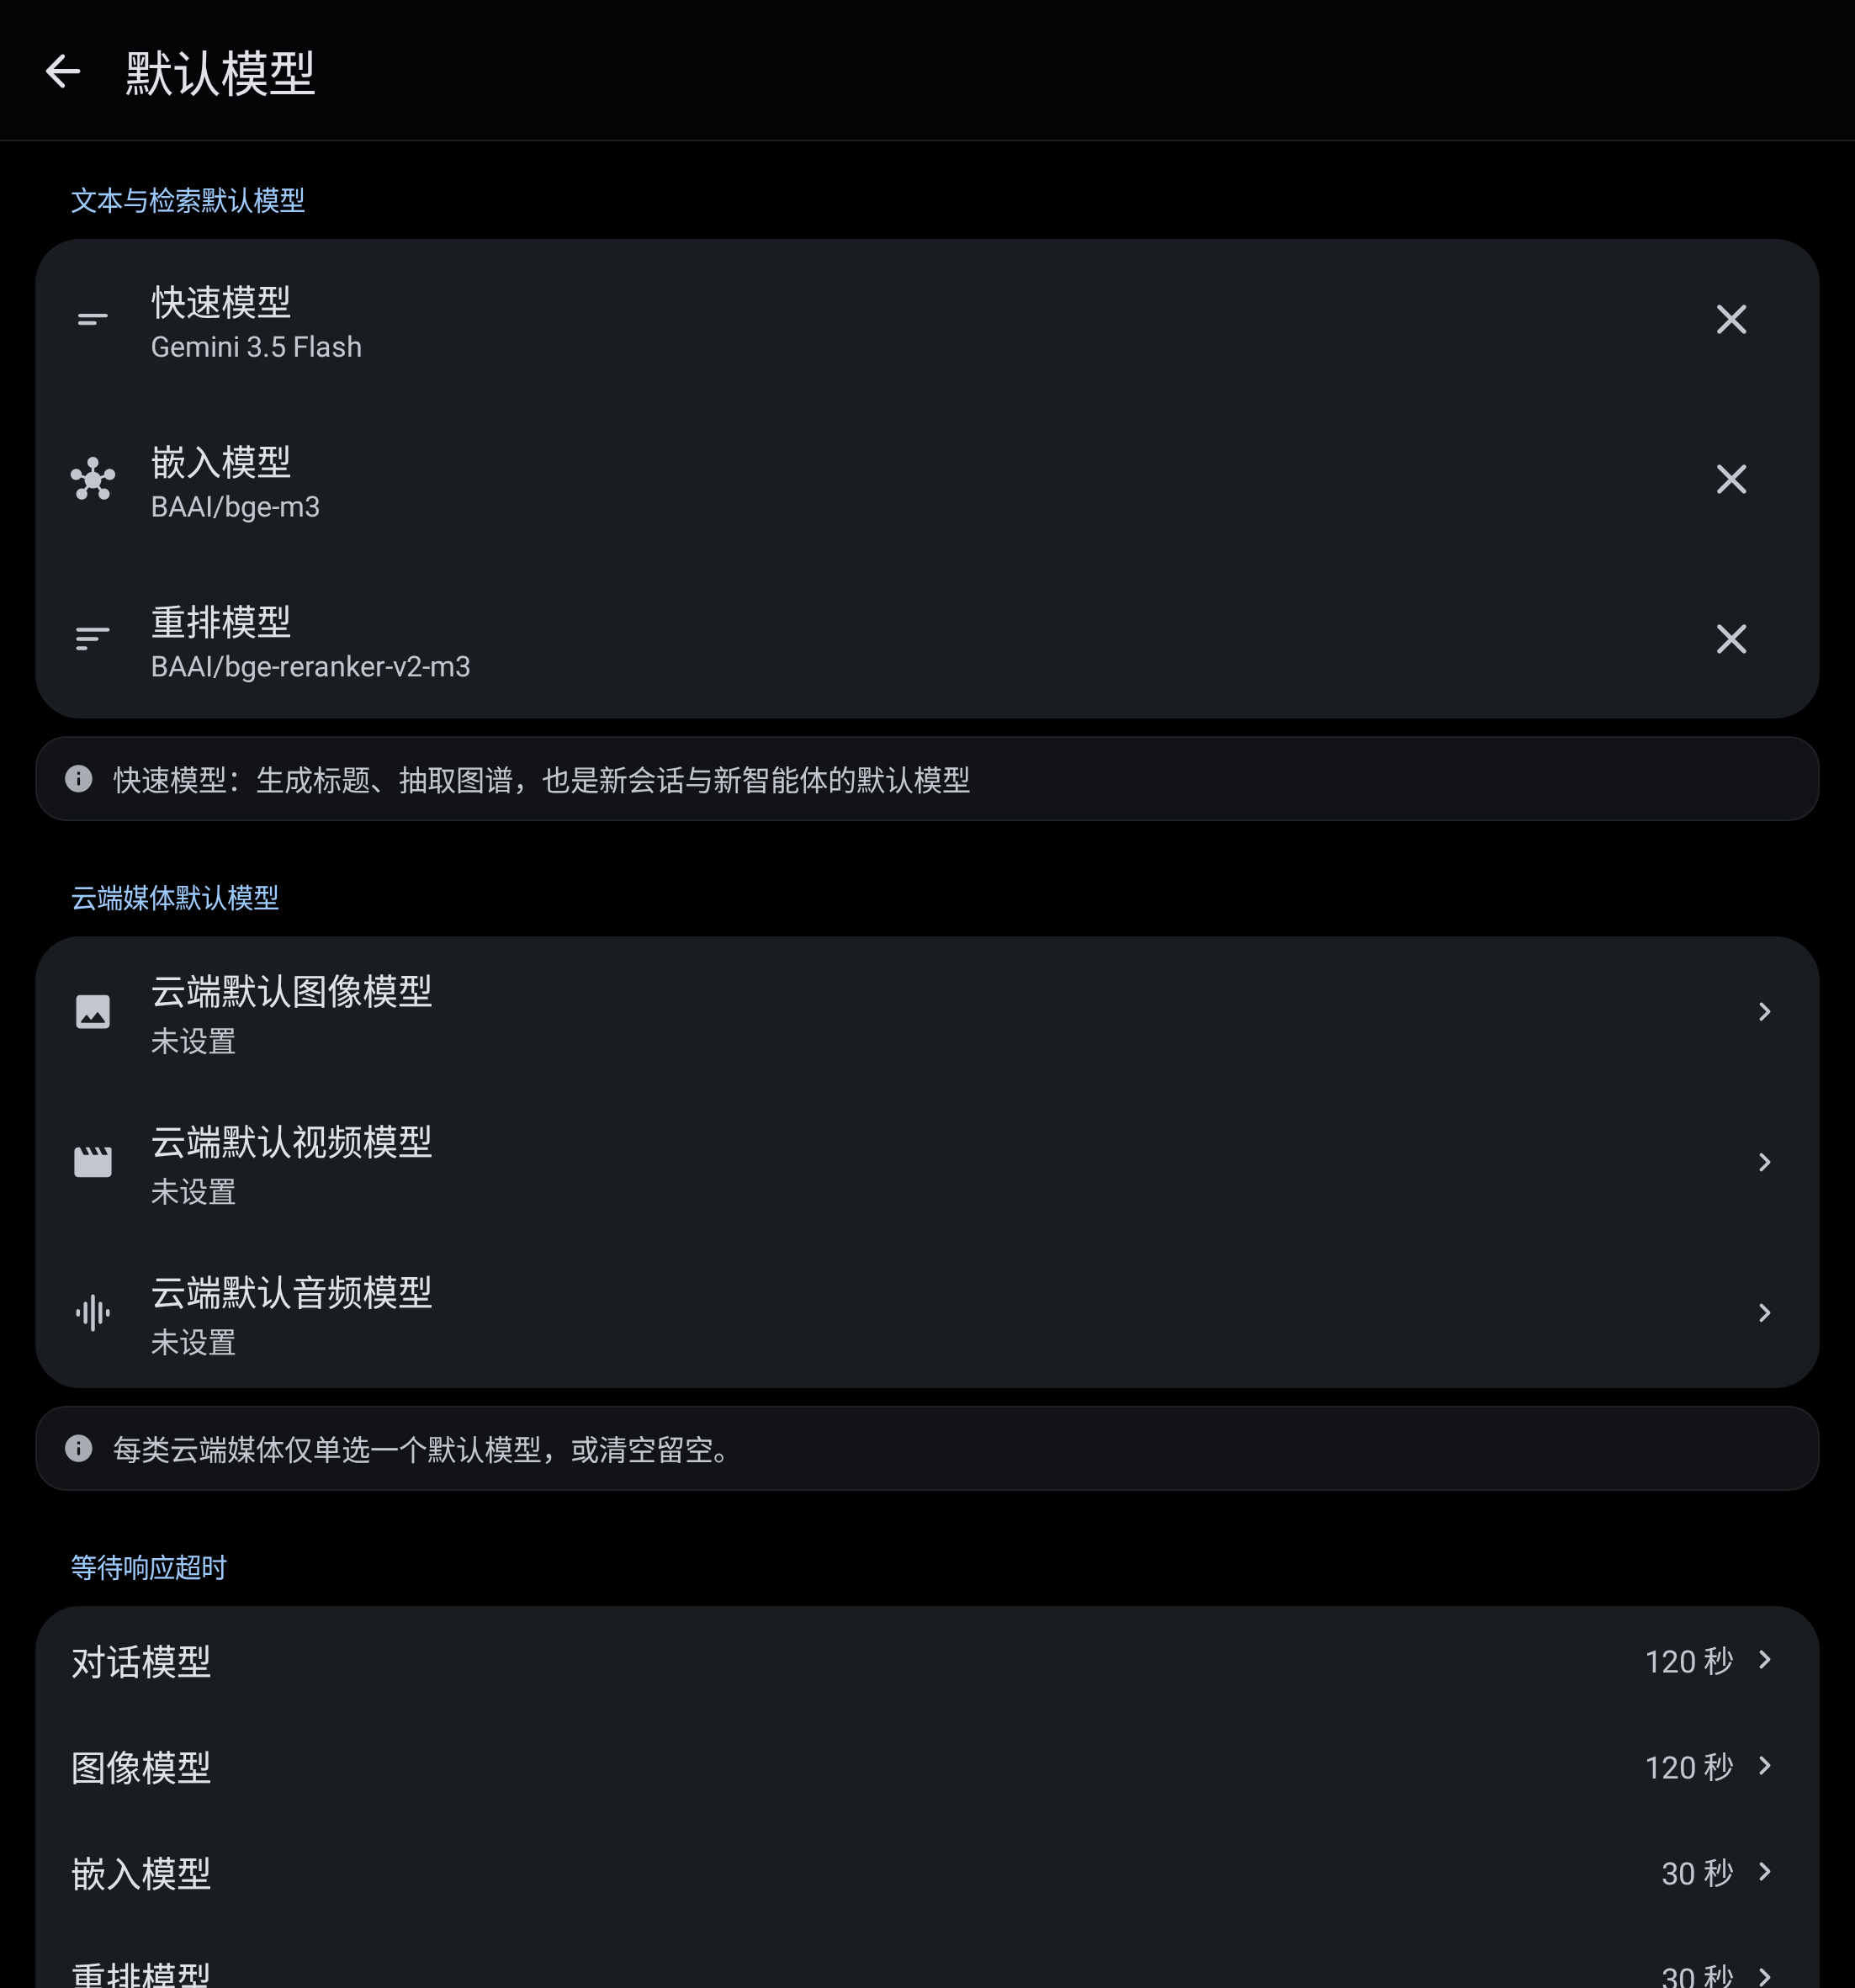 默认模型
文本与检索默认模型
快速模型
Gemini 3.5 Flash
嵌入模型
BAAI/bge-m3
重排模型
BAAI/bge-reranker-v2-m3
快速模型：生成标题、抽取图谱，也是新会话与新智能体的默认模型
云端媒体默认模型
云端默认图像模型
未设置
云端默认视频模型
未设置
云端默认音频模型
未设置
每类云端媒体仅单选一个默认模型，或清空留空。
等待响应超时
对话模型 120 秒
图像模型 120 秒
嵌入模型 30 秒
重排模型 30 秒